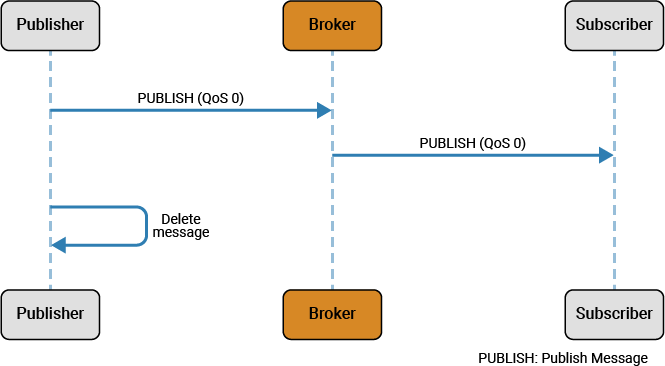 Publisher
Broker
Subscriber
PUBLISH (QoS 0)
PUBLISH (QoS 0)
Delete
message
Publisher
Broker
Subscriber
PUBLISH: Publish Message